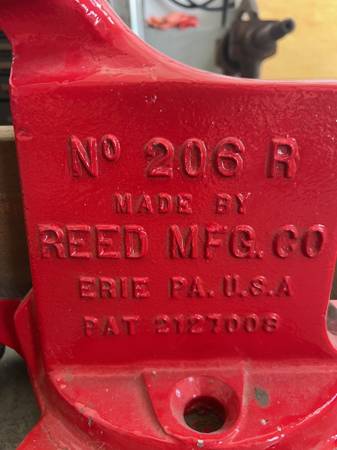 No 206 R
MADE BY
REED MFG. CO
ERIE PA. U.S.A
PAT 2127008